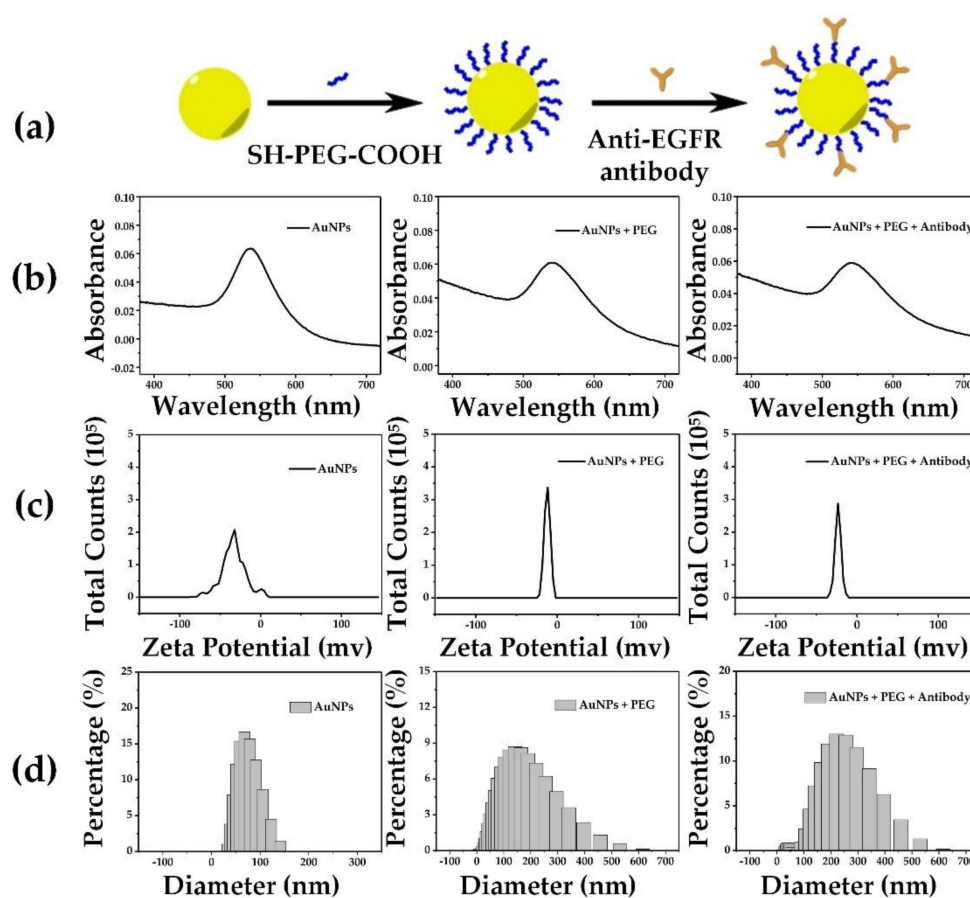 (a)
SH-PEG-COOH
Anti-EGFR
antibody
(b)
Absorbance
0.10
0.08
0.06
0.04
0.02
0.00
-0.02
AuNPs
400 500 600 700
Wavelength (nm)
Absorbance
0.10
0.08
0.06
0.04
0.02
0.00
AuNPs + PEG
400 500 600 700
Wavelength (nm)
Absorbance
0.10
0.08
0.06
0.04
0.02
0.00
AuNPs + PEG + Antibody
400 500 600 700
Wavelength (nm)
(c)
Total Counts (10⁵)
5
4
3
2
1
0
AuNPs
-100 0 100
Zeta Potential (mv)
Total Counts (10⁵)
5
4
3
2
1
0
AuNPs + PEG
-100 0 100
Zeta Potential (mv)
Total Counts (10⁵)
5
4
3
2
1
0
AuNPs + PEG + Antibody
-100 0 100
Zeta Potential (mv)
(d)
Percentage (%)
25
20
15
10
5
0
AuNPs
-100 0 100 200 300
Diameter (nm)
Percentage (%)
15
12
9
6
3
0
AuNPs + PEG
-100 0 100 200 300 400 500 600 700
Diameter (nm)
Percentage (%)
20
15
10
5
0
AuNPs + PEG + Antibody
-100 0 100 200 300 400 500 600 700
Diameter (nm)